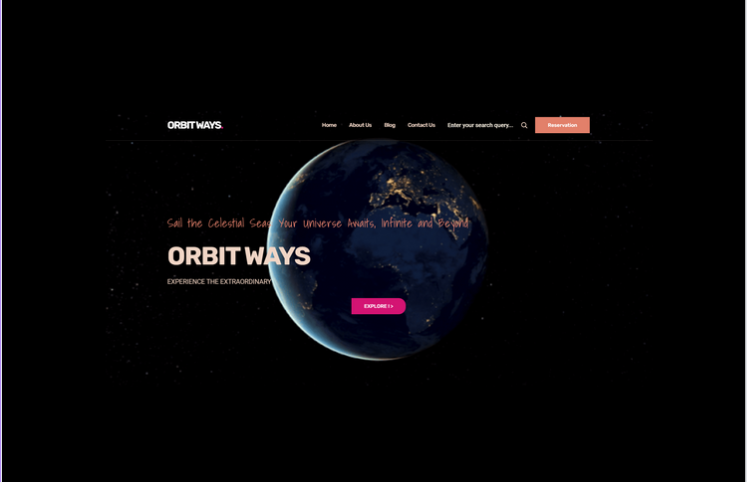 ORBIT WAYS.
Home About Us Blog Contact Us Enter your search query... Reservation
Sail the Celestial Seas: Your Universe Awaits, Infinite and Beyond
ORBIT WAYS
EXPERIENCE THE EXTRAORDINARY
EXPLORE !>